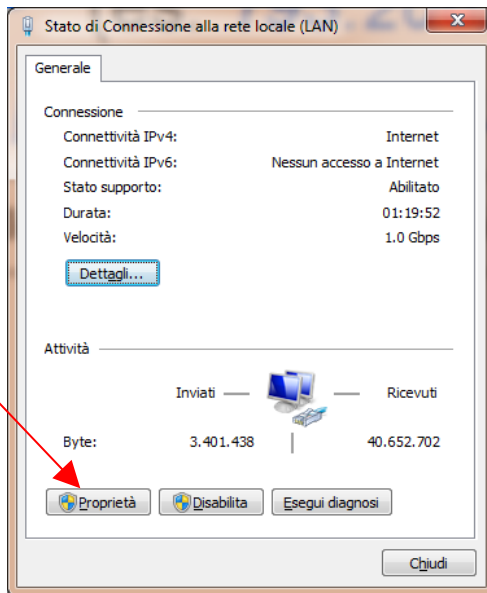 Stato di Connessione alla rete locale (LAN)
Generale
Connessione
Connettività IPv4: Internet
Connettività IPv6: Nessun accesso a Internet
Stato supporto: Abilitato
Durata: 01:19:52
Velocità: 1.0 Gbps
Dettagli...
Attività
Inviati Ricevuti
Byte: 3.401.438 40.652.702
Proprietà Disabilita Esegui diagnosi
Chiudi